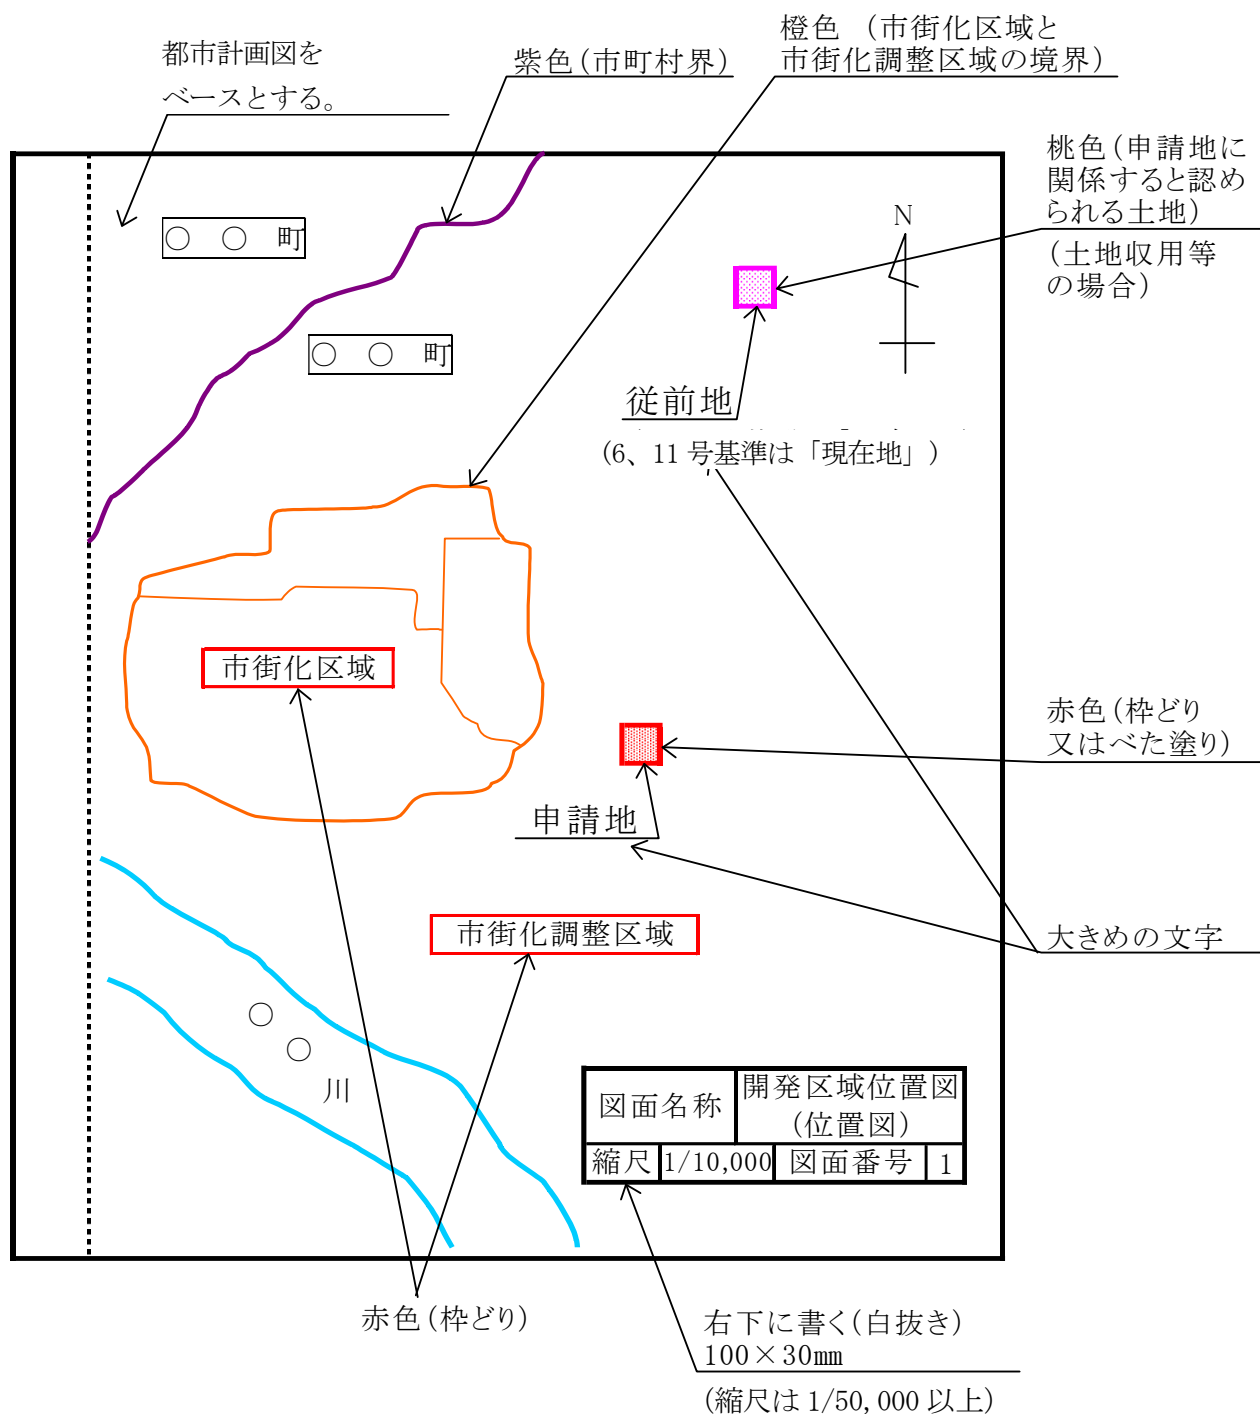 都市計画図を
ベースとする。
紫色(市町村界)
橙色 (市街化区域と
市街化調整区域の境界)
桃色(申請地に
関係すると認め
られる土地)
(土地収用等
の場合)
○ ○ 町
N
○ ○ 町
従前地
(6、11 号基準は「現在地」)
市街化区域
赤色(枠どり
又はべた塗り)
申請地
市街化調整区域
大きめの文字
○
○
川
図面名称
開発区域位置図
(位置図)
縮尺 1/10,000 図面番号 1
赤色(枠どり)
右下に書く(白抜き)
100×30㎜
(縮尺は 1/50,000 以上)